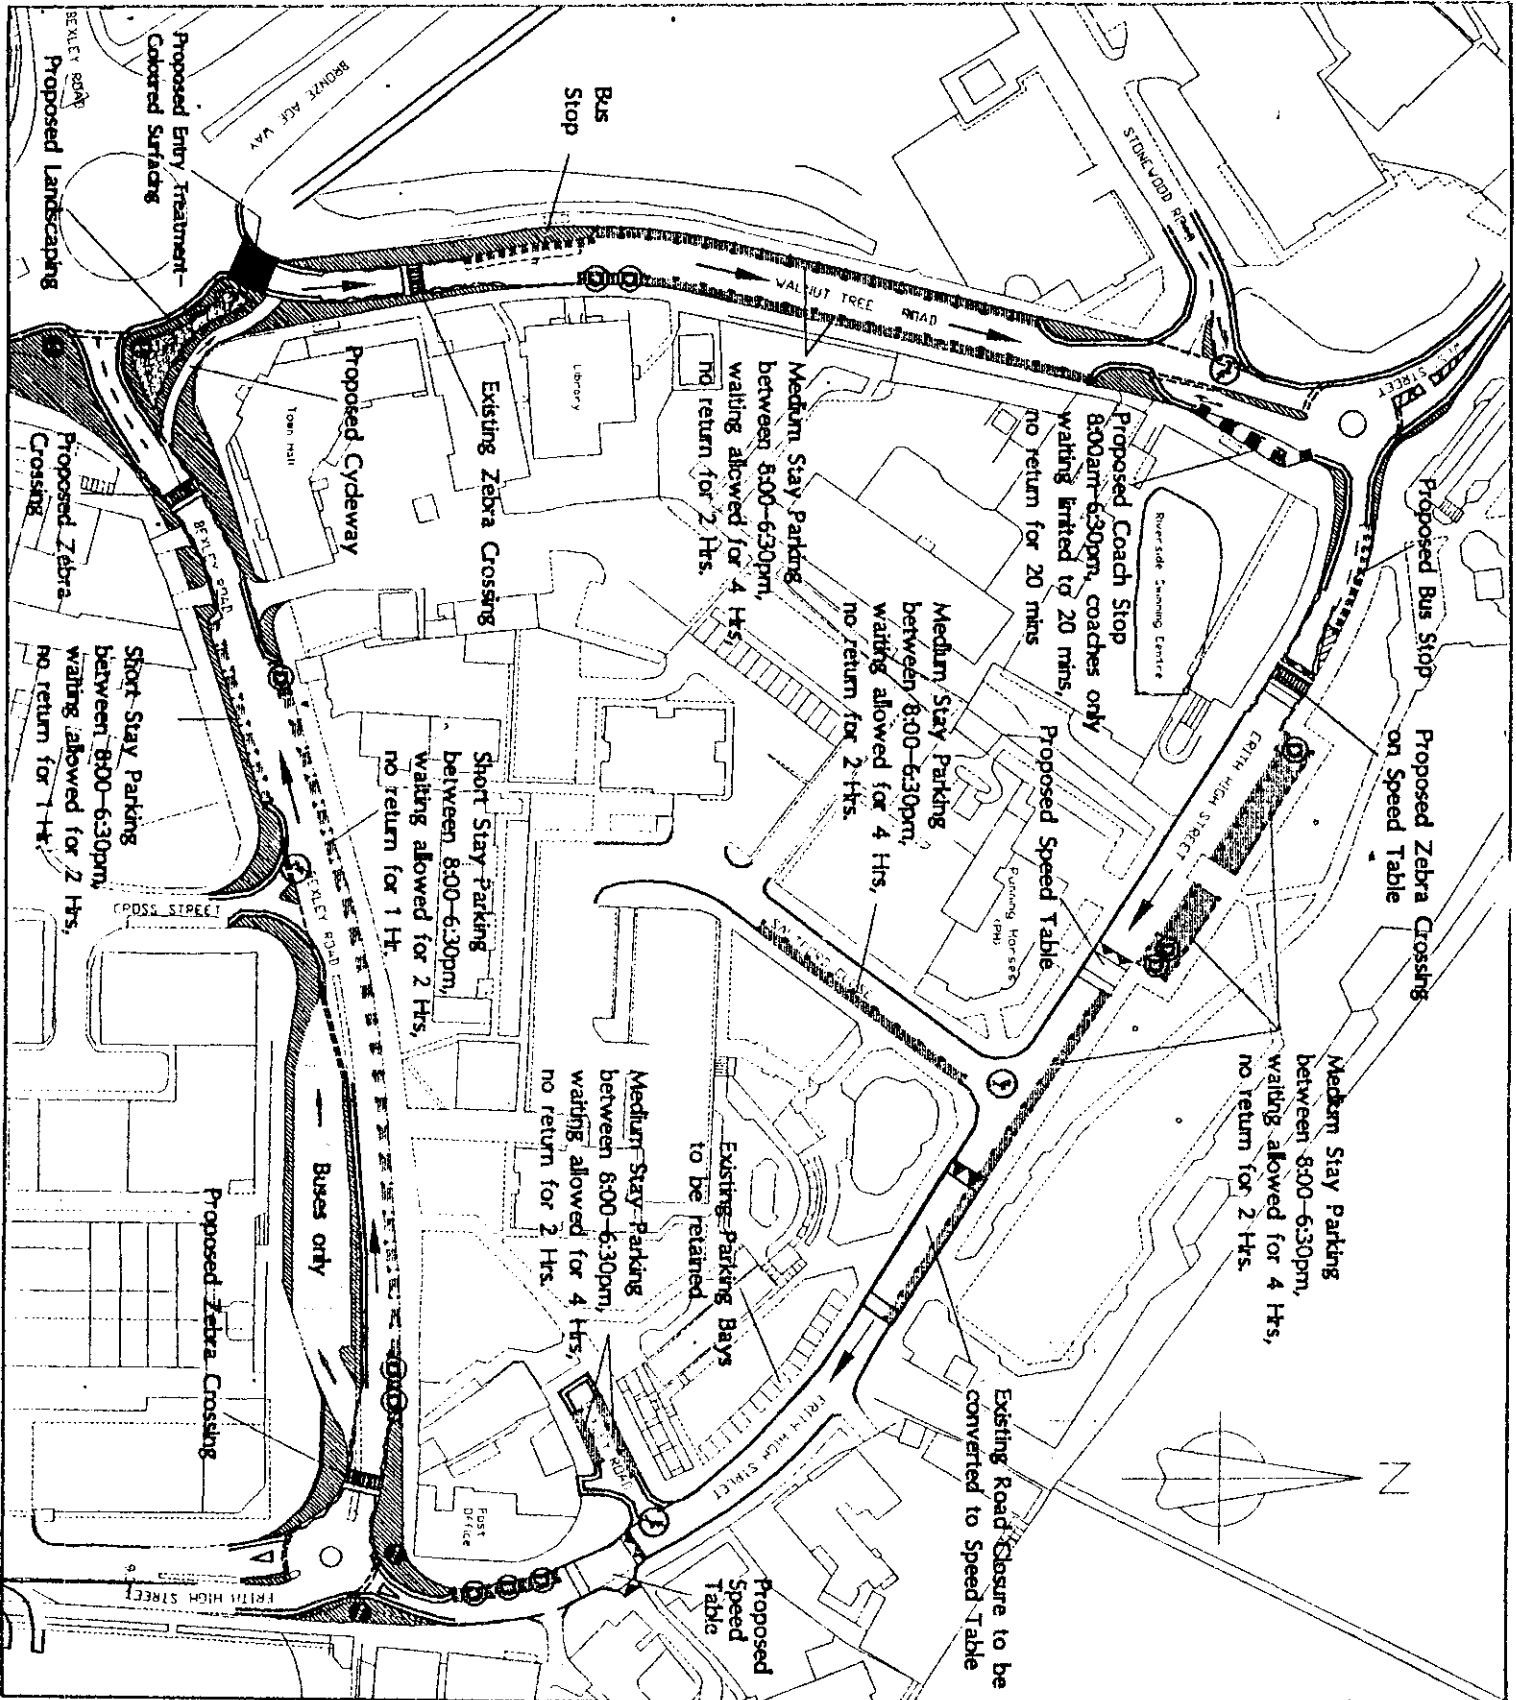 Proposed Entry Treatment-
Coloured Surfacing
BEXLEY ROAD
Proposed Landscaping
BRONZE AGE WAY
Bus
Stop
STONEWOOD ROAD
WALNUT TREE ROAD
STREET
Proposed Bus Stop
Proposed Zebra Crossing
on Speed Table
Proposed Coach Stop
8:00am-6:30pm, coaches only
waiting limited to 20 mins,
no return for 20 mins
Riverside Swimming Centre
Medium Stay Parking
between 8:00-6:30pm,
waiting allowed for 4 Hrs,
no return for 2 Hrs.
Existing Zebra Crossing
Library
Proposed Cycleway
Town Hall
Proposed Zebra
Crossing
BEXLEY ROAD
Medium Stay Parking
between 8:00-6:30pm,
waiting allowed for 4 Hrs,
no return for 2 Hrs.
Proposed Speed Table
Running Horses
(PH)
ERITH HIGH STREET
Medium Stay Parking
between 8:00-6:30pm,
waiting allowed for 4 Hrs,
no return for 2 Hrs.
Short Stay Parking
between 8:00-6:30pm,
waiting allowed for 2 Hrs,
no return for 1 Hr.
Short Stay Parking
between 8:00-6:30pm,
waiting allowed for 2 Hrs,
no return for 1 Hr.
CROSS STREET
BEXLEY ROAD
Buses only
Medium Stay Parking
between 8:00-6:30pm,
waiting allowed for 4 Hrs,
no return for 2 Hrs.
Existing Parking Bays
to be retained
Proposed Zebra Crossing
Existing Road Closure to be
converted to Speed Table
ERITH HIGH STREET
N
ROAD
Post
Office
Proposed
Speed
Table
ERITH HIGH STREET